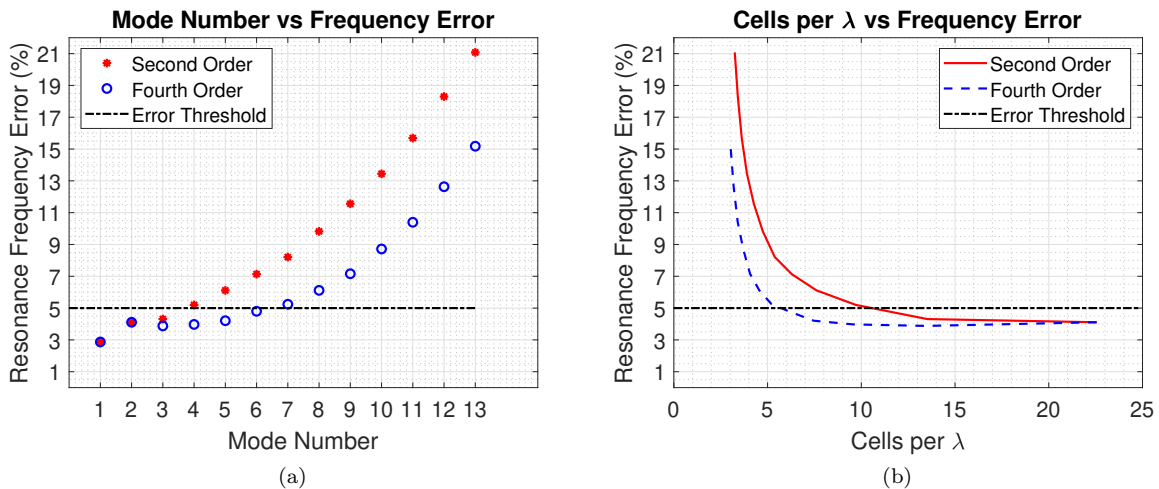 Mode Number vs Frequency Error
Resonance Frequency Error (%)
21
19
17
15
13
11
9
7
5
3
1
Second Order
Fourth Order
Error Threshold
1 2 3 4 5 6 7 8 9 10 11 12 13
Mode Number
(a)
Cells per λ vs Frequency Error
Resonance Frequency Error (%)
21
19
17
15
13
11
9
7
5
3
1
Second Order
Fourth Order
Error Threshold
0 5 10 15 20 25
Cells per λ
(b)